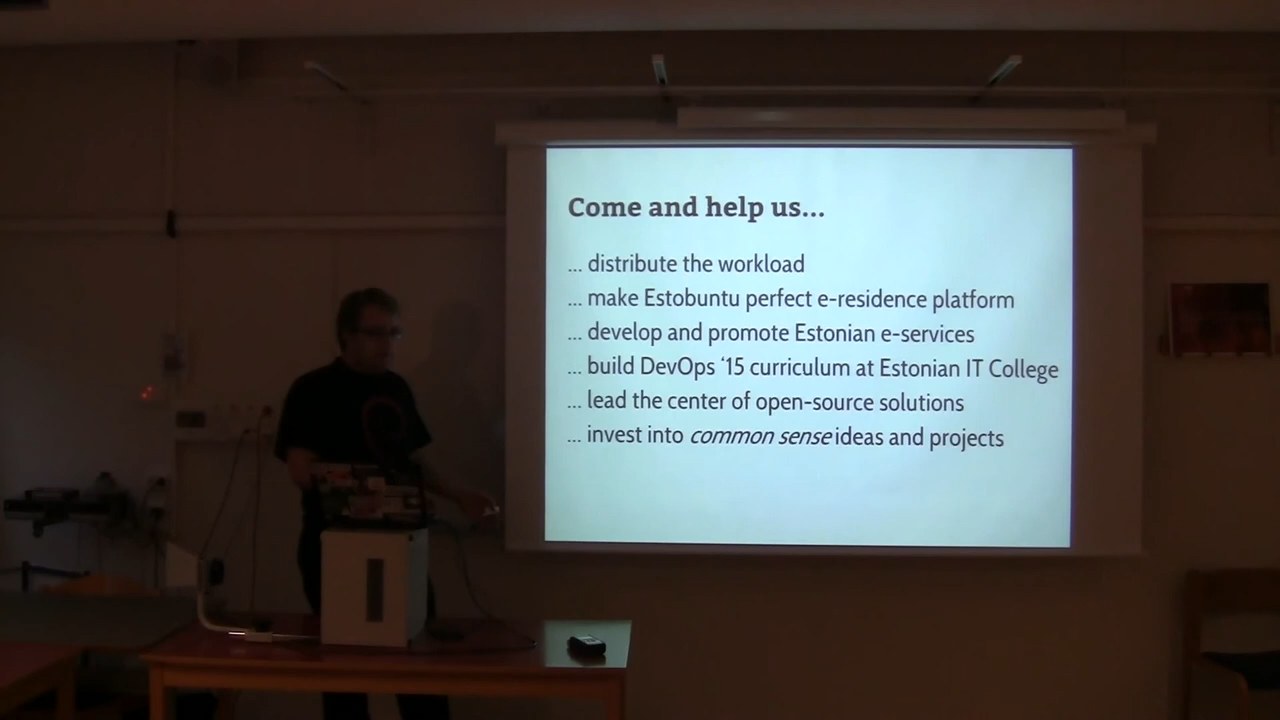 Come and help us...
... distribute the workload
... make Estobuntu perfect e-residence platform
... develop and promote Estonian e-services
... build DevOps ‘15 curriculum at Estonian IT College
... lead the center of open-source solutions
... invest into common sense ideas and projects